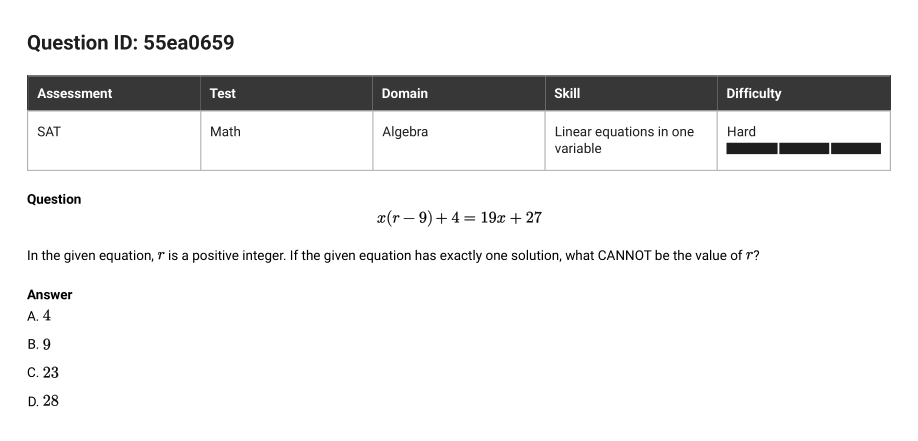 Question ID: 55ea0659
Assessment Test Domain Skill Difficulty
SAT Math Algebra Linear equations in one variable Hard
Question
x(r − 9) + 4 = 19x + 27
In the given equation, r is a positive integer. If the given equation has exactly one solution, what CANNOT be the value of r?
Answer
A. 4
B. 9
C. 23
D. 28